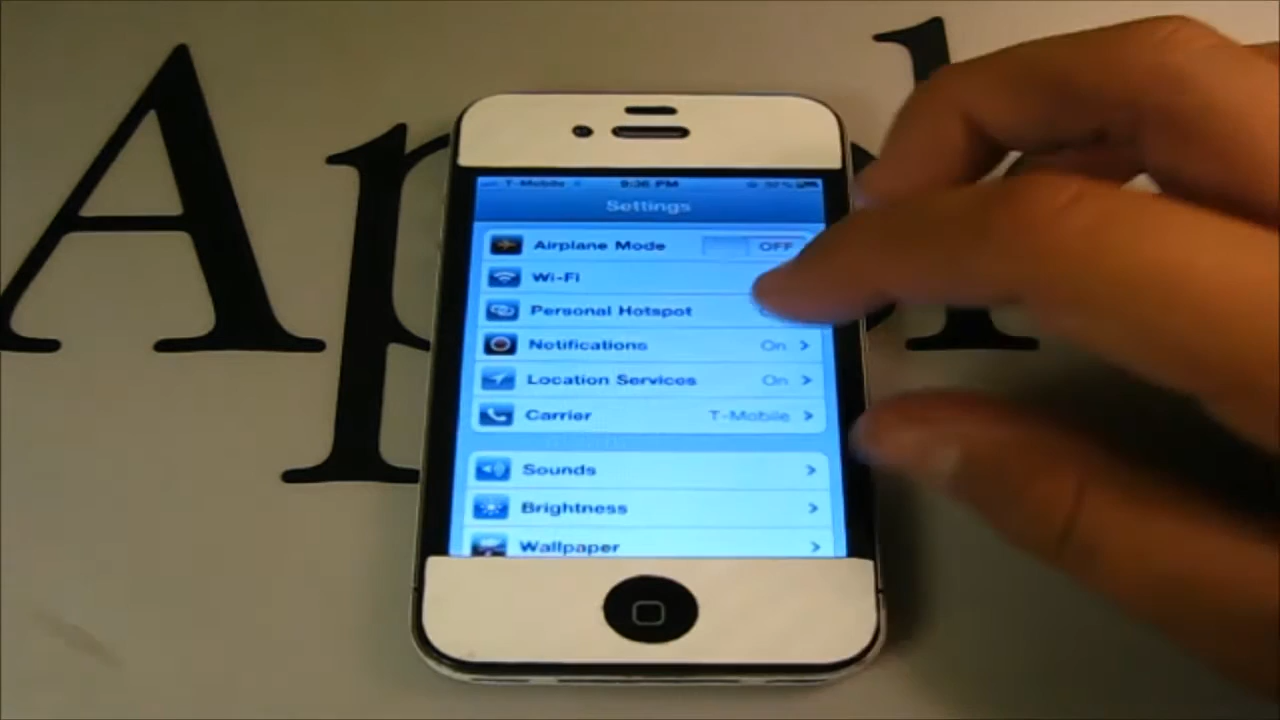 Appl
T-Mobile 9:36 PM
Settings
Airplane Mode OFF
Wi-Fi
Personal Hotspot
Notifications On
Location Services On
Carrier T-Mobile
Sounds
Brightness
Wallpaper